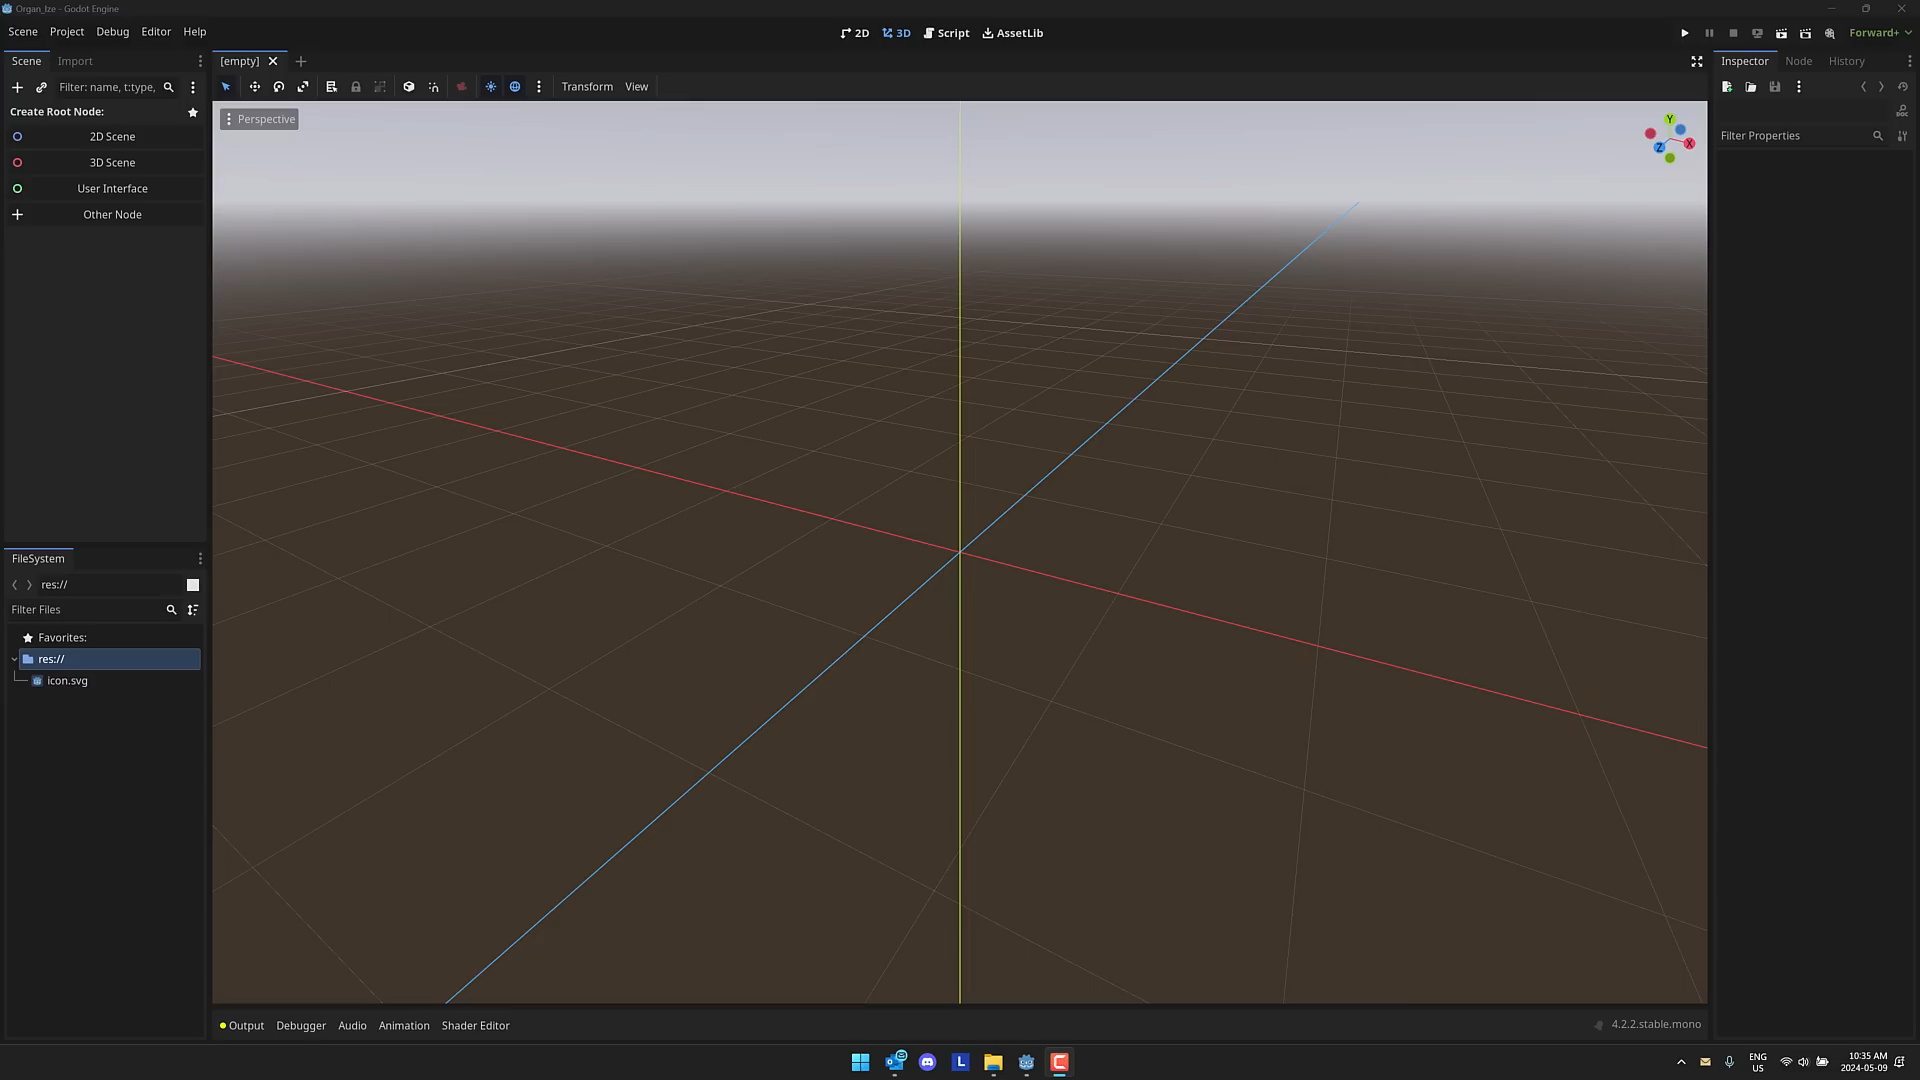 Organ_Ize - Godot Engine
Scene Project Debug Editor Help
2D 3D Script AssetLib
Forward+
Scene Import
[empty]
Inspector Node History
Filter: name, t:type,
Transform View
Create Root Node:
Perspective
2D Scene
3D Scene
User Interface
Other Node
Y
X
Z
DOC
Filter Properties
FileSystem
res://
Filter Files
Favorites:
res://
icon.svg
Output Debugger Audio Animation Shader Editor
4.2.2.stable.mono
L
C
ENG
US
10:35 AM
2024-05-09